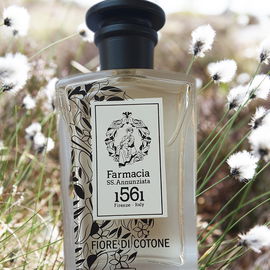 Farmacia
SS. Annunziata
1561
Firenze - Italy
FIORE DI COTONE